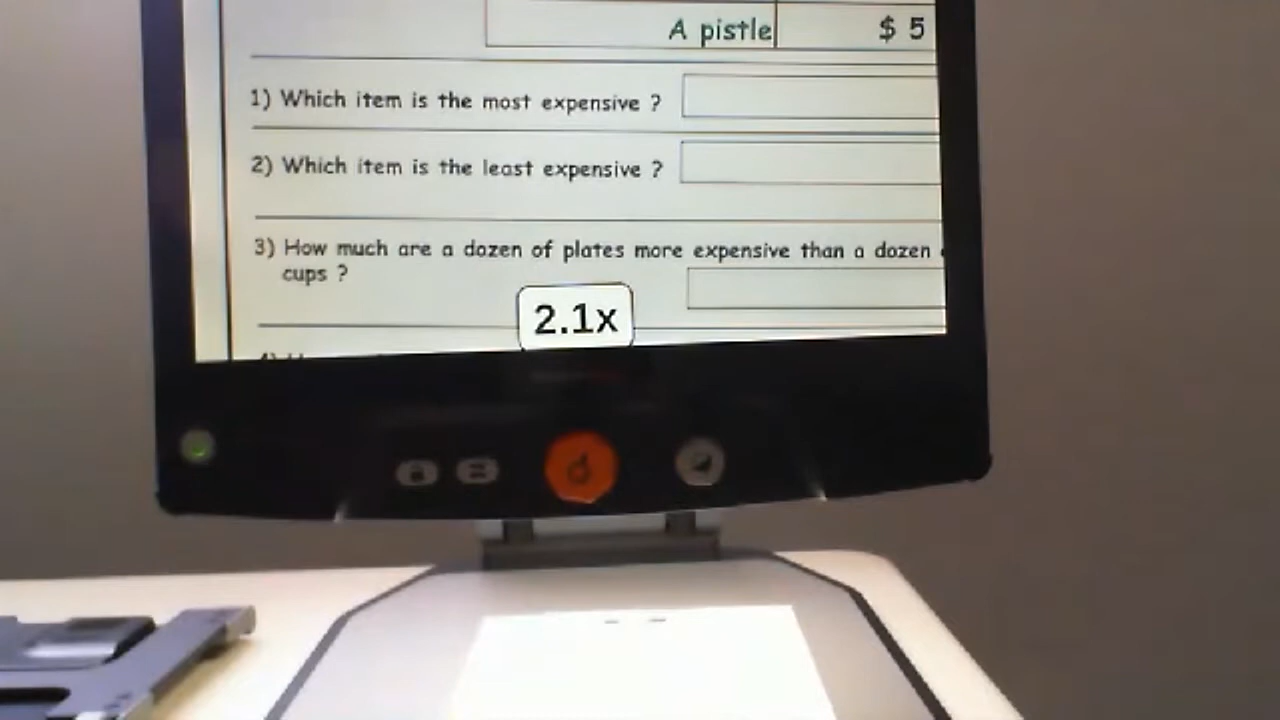 A pistle $ 5
1) Which item is the most expensive ?
2) Which item is the least expensive ?
3) How much are a dozen of plates more expensive than a dozen
cups ?
2.1x